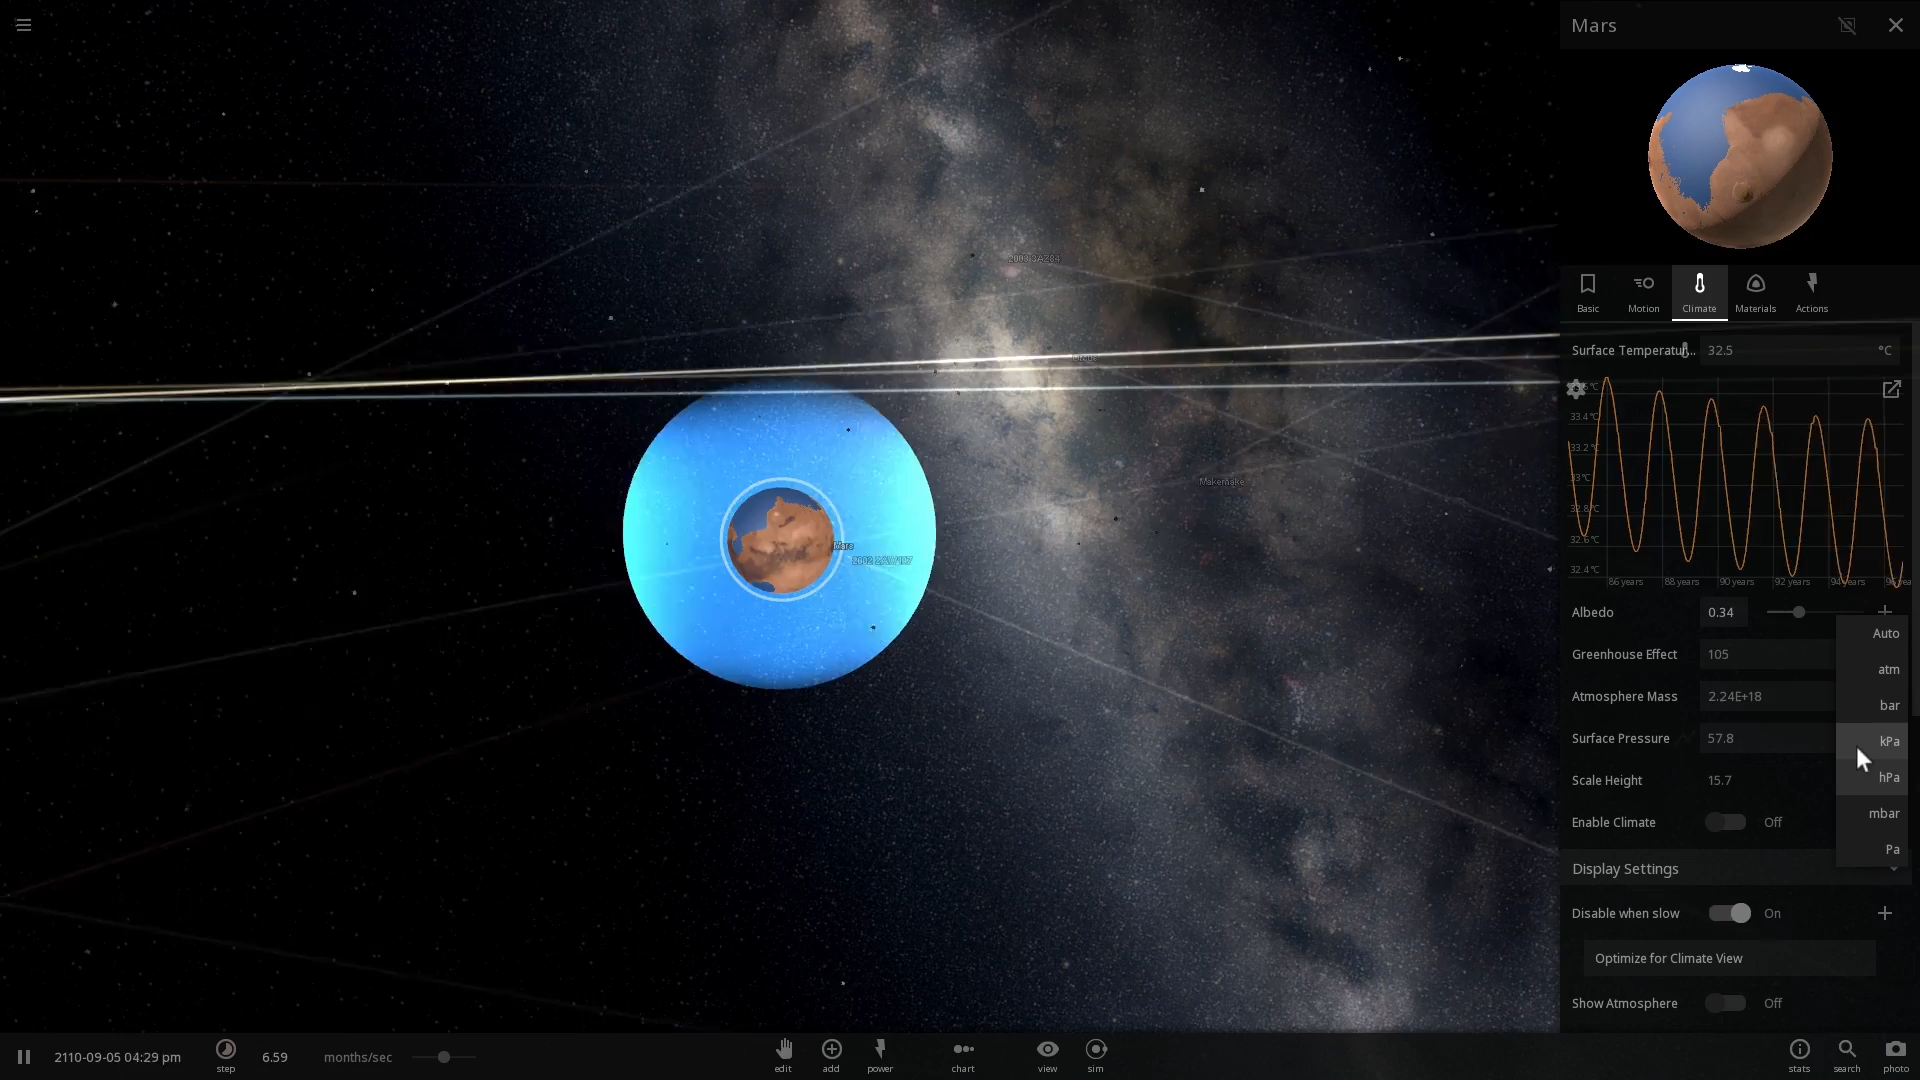 Mars
2003 SAZ84
Makemake
Mars
Basic
Motion
Climate
Materials
Actions
Surface Temperatur... 32.5 °C
33.4 °C
33.2 °C
33 °C
32.8 °C
32.6 °C
32.4 °C
86 years 88 years 90 years 92 years 94 years
Albedo 0.34
Greenhouse Effect 105
Atmosphere Mass 2.24E+18
Surface Pressure 57.8
Scale Height 15.7
Enable Climate Off
Auto
atm
bar
kPa
hPa
mbar
Pa
Display Settings
Disable when slow On
Optimize for Climate View
Show Atmosphere Off
2110-09-05 04:29 pm
step
6.59 months/sec
edit
add
power
chart
view
sim
stats
search
photo